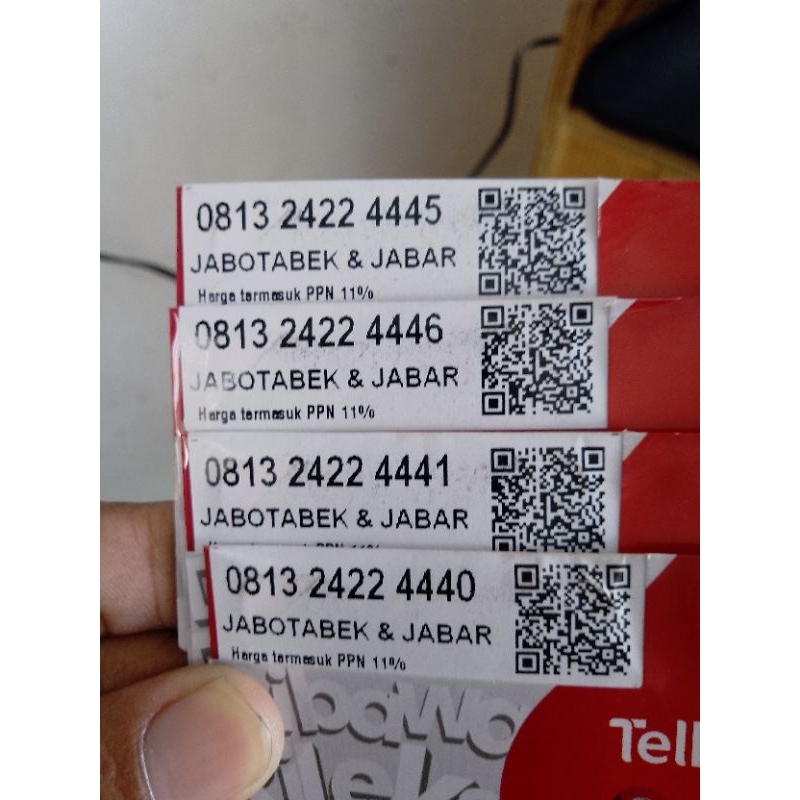 0813 2422 4445
JABOTABEK & JABAR
Harga termasuk PPN 11%
0813 2422 4446
JABOTABEK & JABAR
Harga termasuk PPN 11%
0813 2422 4441
JABOTABEK & JABAR
0813 2422 4440
JABOTABEK & JABAR
Harga termasuk PPN 11%